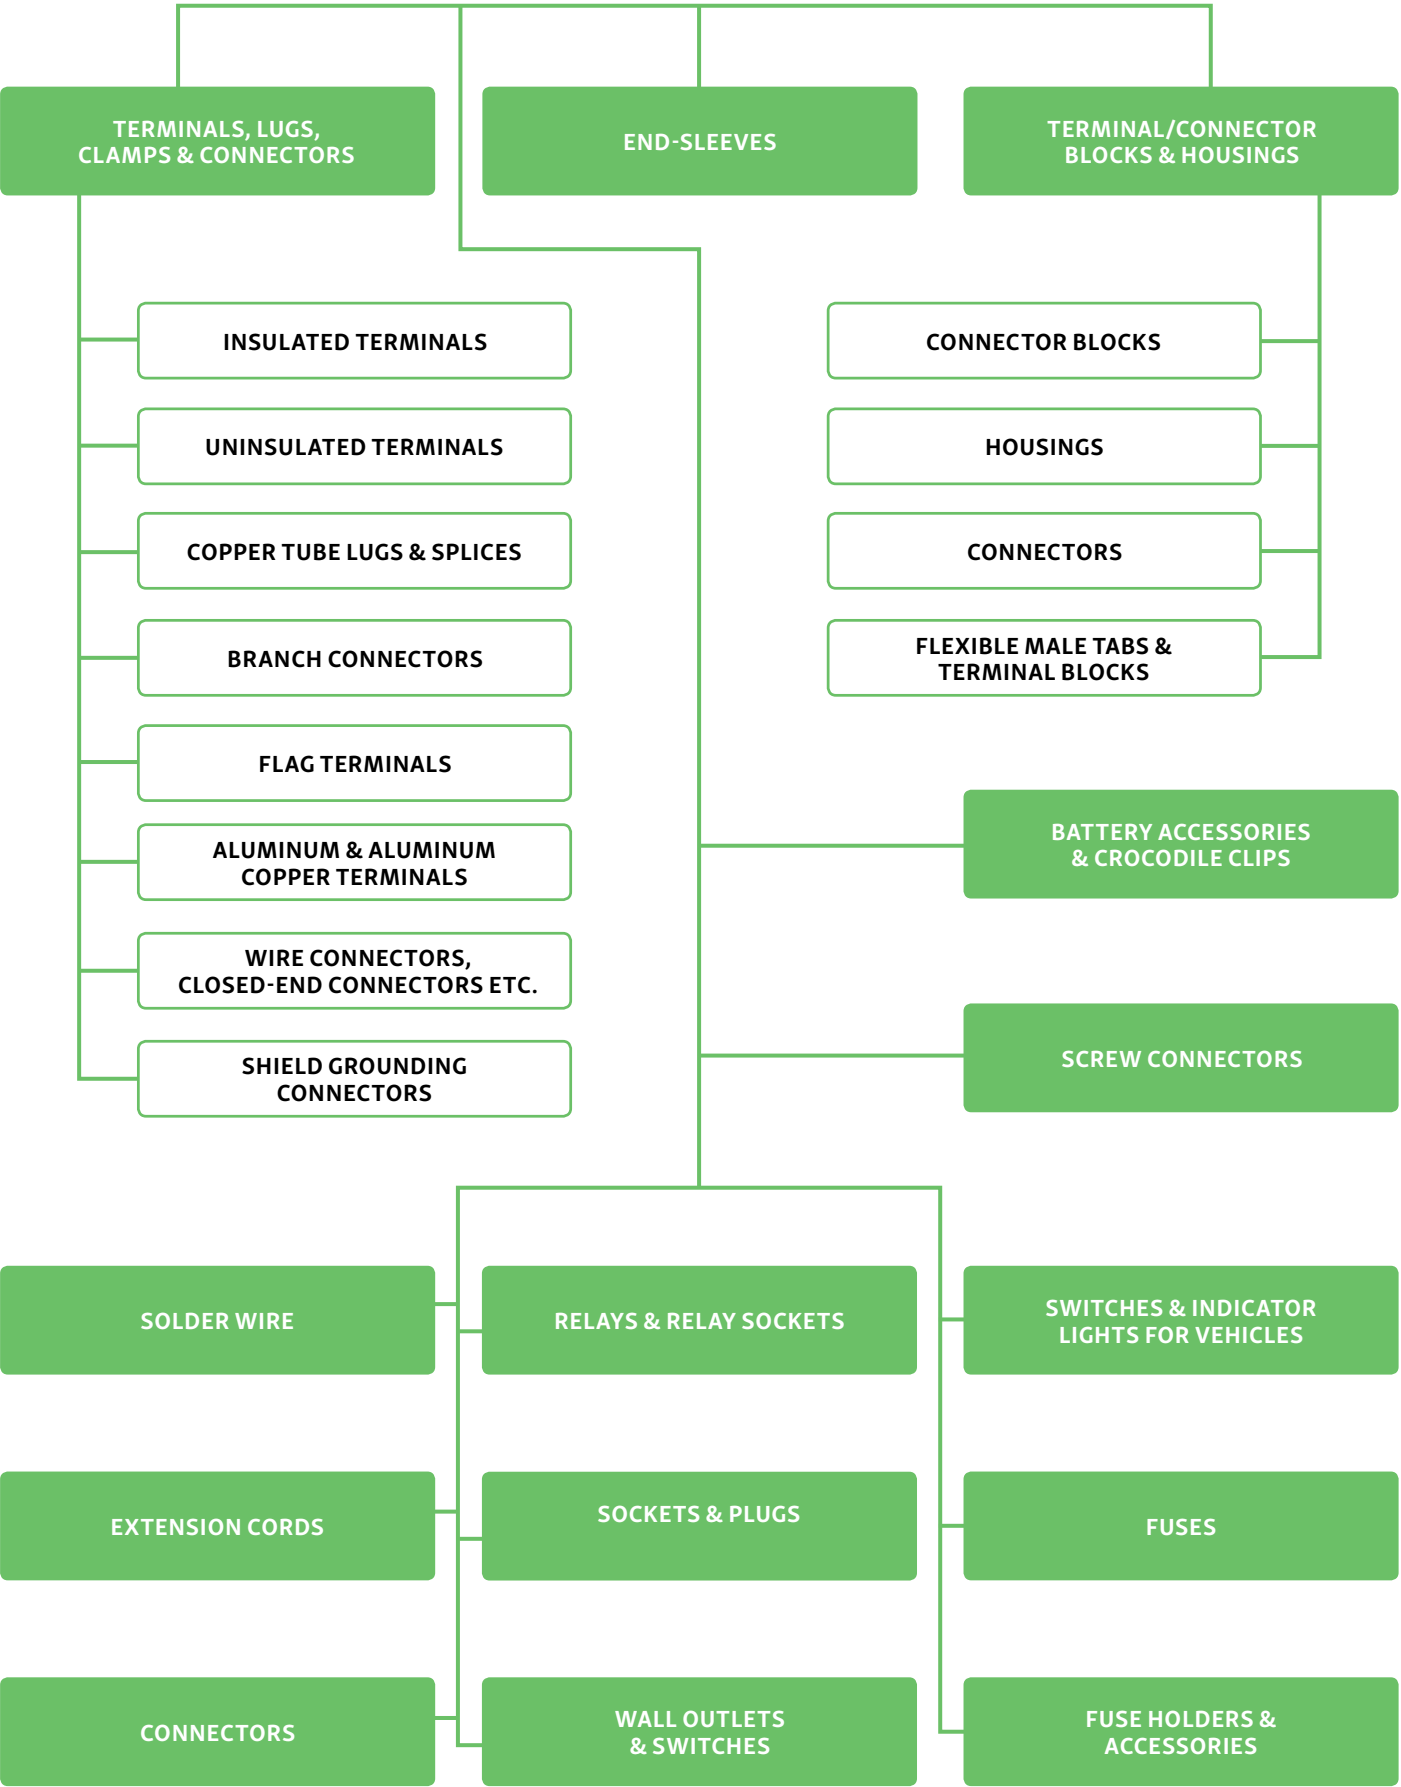 TERMINALS, LUGS,
CLAMPS & CONNECTORS
END-SLEEVES
TERMINAL/CONNECTOR
BLOCKS & HOUSINGS
INSULATED TERMINALS
UNINSULATED TERMINALS
COPPER TUBE LUGS & SPLICES
BRANCH CONNECTORS
FLAG TERMINALS
ALUMINUM & ALUMINUM
COPPER TERMINALS
WIRE CONNECTORS,
CLOSED-END CONNECTORS ETC.
SHIELD GROUNDING
CONNECTORS
CONNECTOR BLOCKS
HOUSINGS
CONNECTORS
FLEXIBLE MALE TABS &
TERMINAL BLOCKS
BATTERY ACCESSORIES
& CROCODILE CLIPS
SCREW CONNECTORS
SOLDER WIRE
RELAYS & RELAY SOCKETS
SWITCHES & INDICATOR
LIGHTS FOR VEHICLES
EXTENSION CORDS
SOCKETS & PLUGS
FUSES
CONNECTORS
WALL OUTLETS
& SWITCHES
FUSE HOLDERS &
ACCESSORIES